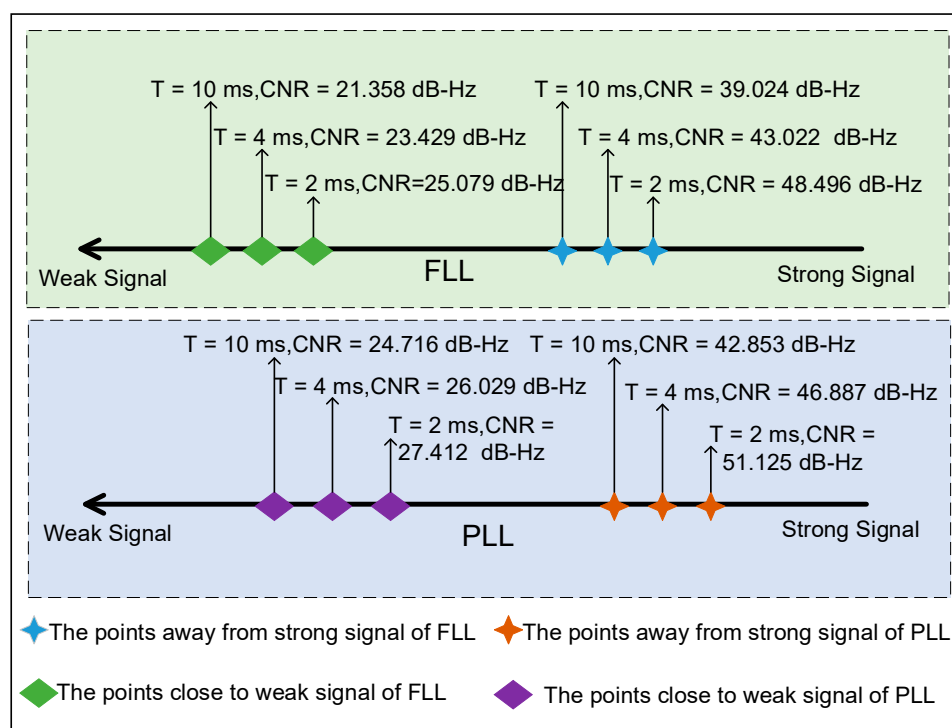 T = 10 ms,CNR = 21.358 dB-Hz
T = 10 ms,CNR = 39.024 dB-Hz
T = 4 ms,CNR = 23.429 dB-Hz
T = 4 ms,CNR = 43.022 dB-Hz
T = 2 ms,CNR=25.079 dB-Hz
T = 2 ms,CNR = 48.496 dB-Hz
Weak Signal
FLL
Strong Signal
T = 10 ms,CNR = 24.716 dB-Hz
T = 10 ms,CNR = 42.853 dB-Hz
T = 4 ms,CNR = 26.029 dB-Hz
T = 4 ms,CNR = 46.887 dB-Hz
T = 2 ms,CNR =
27.412 dB-Hz
T = 2 ms,CNR =
51.125 dB-Hz
Weak Signal
PLL
Strong Signal
The points away from strong signal of FLL
The points away from strong signal of PLL
The points close to weak signal of FLL
The points close to weak signal of PLL